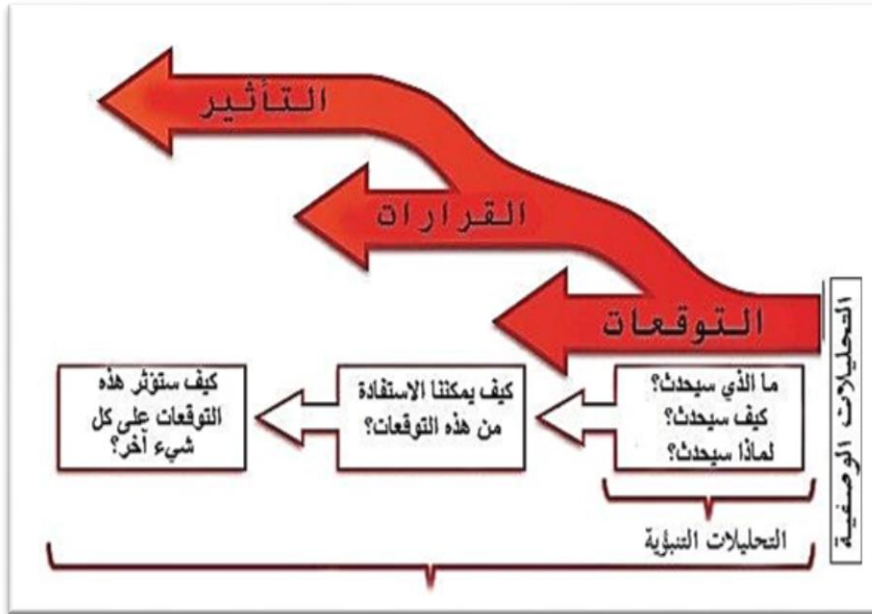 التأثير
القرارات
التوقعات
التحليلات الوصفية
ما الذي سيحدث؟
كيف سيحدث؟
لماذا سيحدث؟
كيف يمكننا الاستفادة
من هذه التوقعات؟
كيف ستؤثر هذه
التوقعات على كل
شيء آخر؟
التحليلات التنبؤية